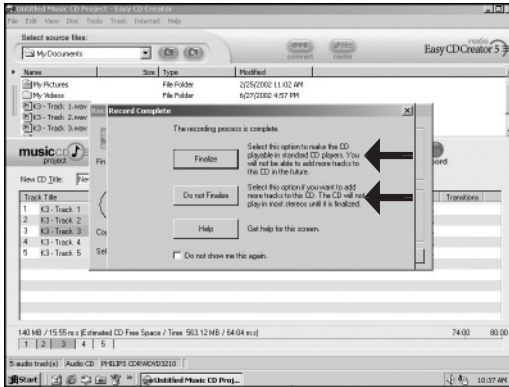 Untitled Music CD Project - Easy CD Creator
File Edit View Disc Tools Track Internet Help
Select source files:
My Documents
convert
name
roxio
Easy CD Creator 5
Name Size Type Modified
My Pictures File Folder 2/25/2002 11:02 AM
My Videos File Folder 6/27/2002 4:57 PM
K3 - Track 1.wav
K3 - Track 2.wav
K3 - Track 3.wav
Record Complete
The recording process is complete.
Finalize
Select this option to make the CD
playable in standard CD players. You
will not be able to add more tracks to
this CD in the future.
Do not Finalize
Select this option if you want to add
more tracks to this CD. The CD will not
play in most stereos until it is finalized.
Help
Get help for this screen.
Do not show me this again.
musicCD
project
New CD Title:
Track Title
Transitions
1 K3 - Track 1
2 K3 - Track 2
3 K3 - Track 3
4 K3 - Track 4
5 K3 - Track 5
140 MB / 15:55 m:s (Estimated CD Free Space / Time 563.12 MB / 64:04 m:s)
74:00 80:00
1 2 3 4 5
5 audio track(s) Audio-CD PHILIPS CDRWDVD3210
Start
Untitled Music CD Proj...
10:37 AM